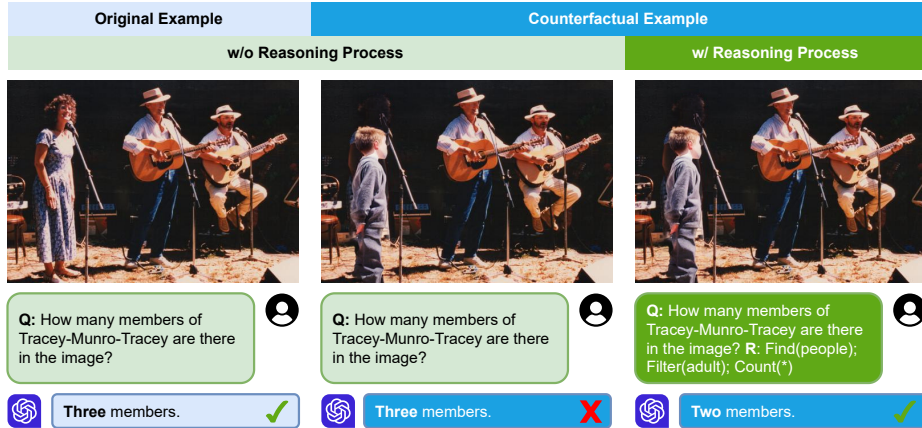 Original Example
Counterfactual Example
w/o Reasoning Process
w/ Reasoning Process
Q: How many members of
Tracey-Munro-Tracey are there
in the image?
Q: How many members of
Tracey-Munro-Tracey are there
in the image?
Q: How many members of
Tracey-Munro-Tracey are there
in the image? R: Find(people);
Filter(adult); Count(*)
Three members.
Three members.
Two members.